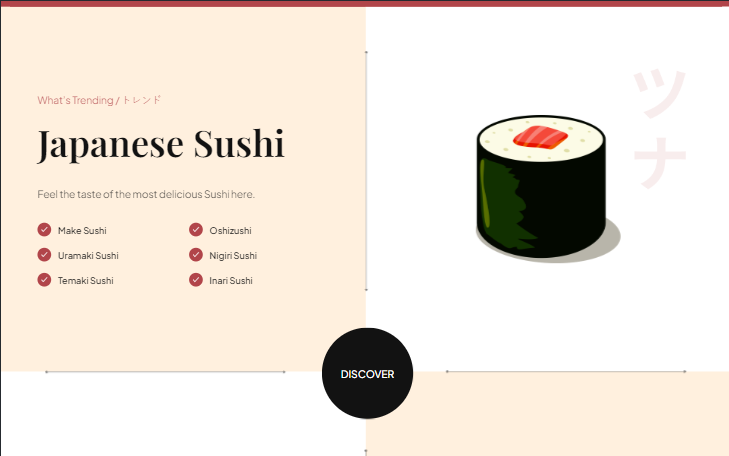 What's Trending / トレンド
Japanese Sushi
Feel the taste of the most delicious Sushi here.
Make Sushi
Oshizushi
Uramaki Sushi
Nigiri Sushi
Temaki Sushi
Inari Sushi
ツナ
DISCOVER